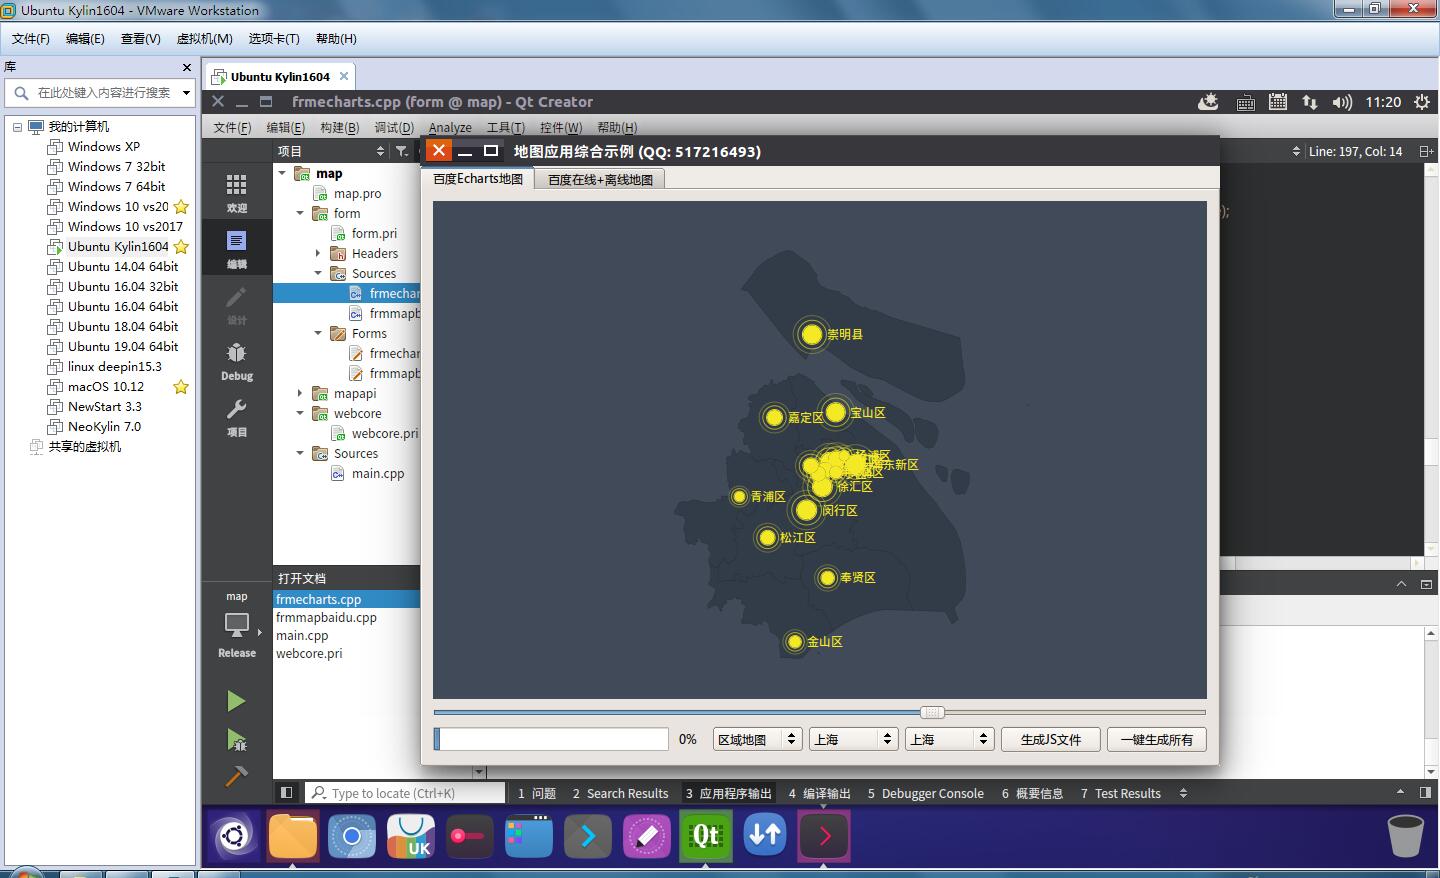 Ubuntu Kylin1604 - VMware Workstation
文件(F) 编辑(E) 查看(V) 虚拟机(M) 选项卡(T) 帮助(H)
库
在此处键入内容进行搜索
我的计算机
Windows XP
Windows 7 32bit
Windows 7 64bit
Windows 10 vs20
Windows 10 vs2017
Ubuntu Kylin1604
Ubuntu 14.04 64bit
Ubuntu 16.04 32bit
Ubuntu 16.04 64bit
Ubuntu 18.04 64bit
Ubuntu 19.04 64bit
linux deepin15.3
macOS 10.12
NewStart 3.3
NeoKylin 7.0
共享的虚拟机
Ubuntu Kylin1604
frmecharts.cpp (form @ map) - Qt Creator
11:20
文件(F) 编辑(E) 构建(B) 调试(D) Analyze 工具(T) 控件(W) 帮助(H)
欢迎
编辑
设计
Debug
项目
map
Release
项目
map
map.pro
form
form.pri
Headers
Sources
frmechar
frmmapb
Forms
frmechar
frmmapb
mapapi
webcore
webcore.pri
Sources
main.cpp
打开文档
frmecharts.cpp
frmmapbaidu.cpp
main.cpp
webcore.pri
Line: 197, Col: 14
);
地图应用综合示例 (QQ: 517216493)
百度Echarts地图 百度在线+离线地图
崇明县
嘉定区
宝山区
杨浦区
浦东新区
徐汇区
青浦区
闵行区
松江区
奉贤区
金山区
0% 区域地图 上海 上海 生成JS文件 一键生成所有
Type to locate (Ctrl+K) 1 问题 2 Search Results 3 应用程序输出 4 编译输出 5 Debugger Console 6 概要信息 7 Test Results
UK
Qt